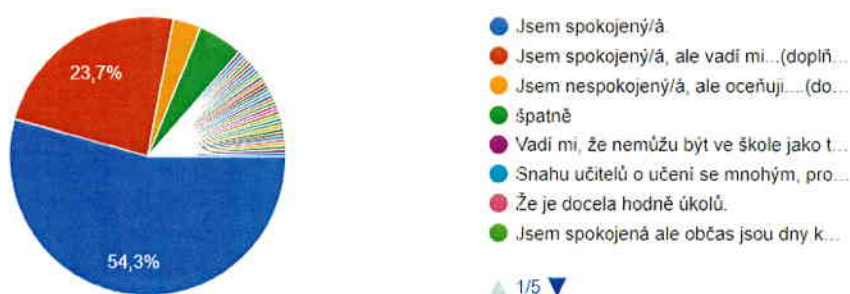 23,7%
54,3%
Jsem spokojený/á.
Jsem spokojený/á, ale vadí mi...(doplň...
Jsem nespokojený/á, ale oceňuji....(do...
špatně
Vadí mi, že nemůžu být ve škole jako t...
Snahu učitelů o učení se mnohým, pro...
Že je docela hodně úkolů.
Jsem spokojená ale občas jsou dny k...
1/5